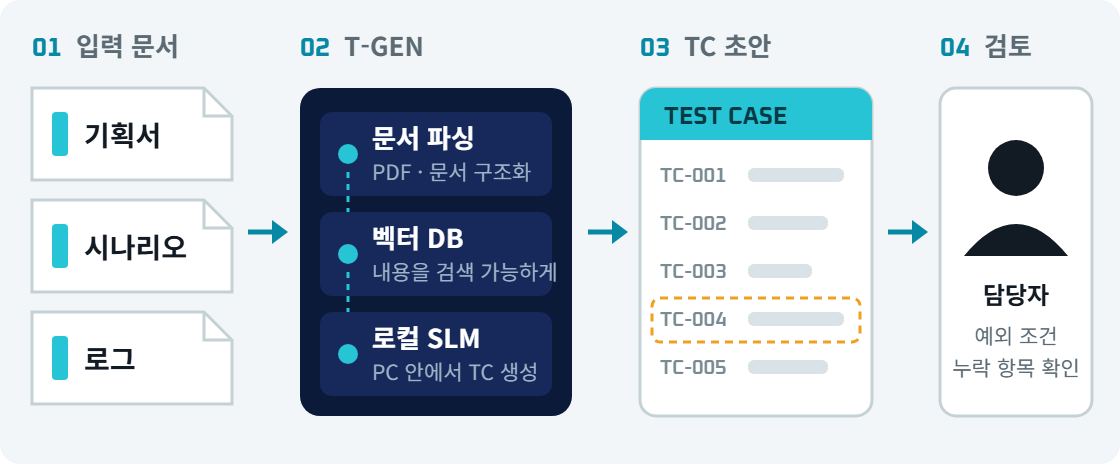 01 입력 문서
기획서
시나리오
로그
02 T-GEN
문서 파싱
PDF · 문서 구조화
벡터 DB
내용을 검색 가능하게
로컬 SLM
PC 안에서 TC 생성
03 TC 초안
TEST CASE
TC-001
TC-002
TC-003
TC-004
TC-005
04 검토
담당자
예외 조건
누락 항목 확인